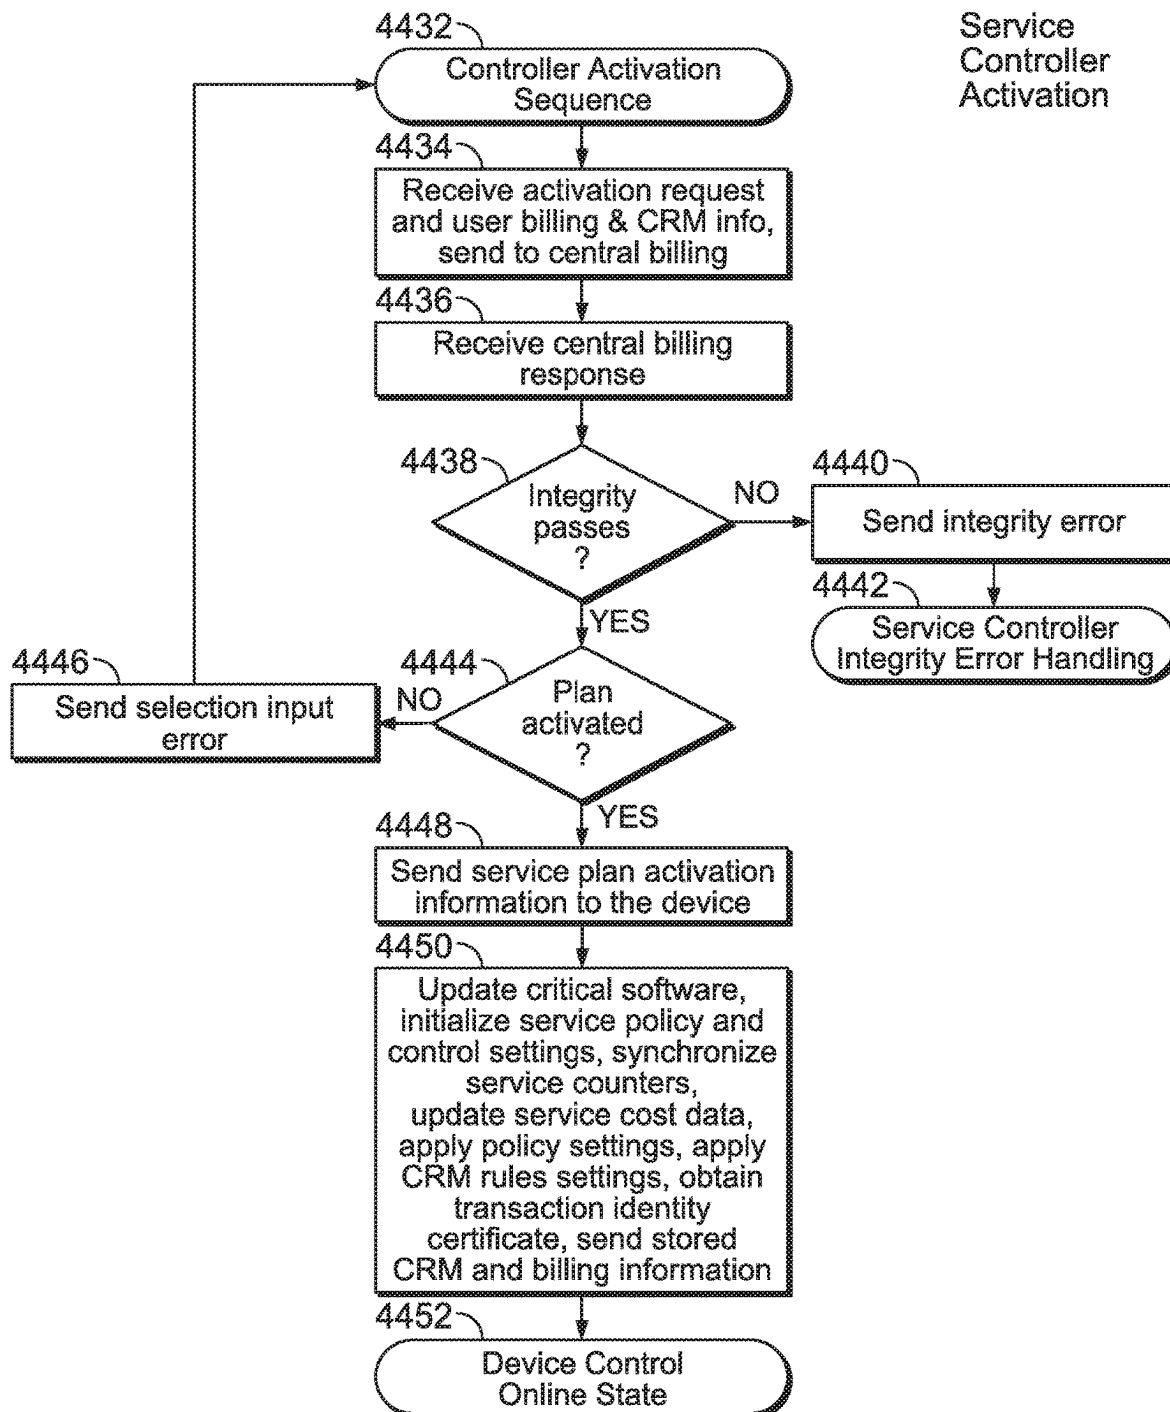 Service
Controller
Activation
4432
Controller Activation
Sequence
4434
Receive activation request
and user billing & CRM info,
send to central billing
4436
Receive central billing
response
4438
Integrity
passes
?
NO
4440
Send integrity error
4442
Service Controller
Integrity Error Handling
YES
4444
Plan
activated
?
NO
4446
Send selection input
error
YES
4448
Send service plan activation
information to the device
4450
Update critical software,
initialize service policy and
control settings, synchronize
service counters,
update service cost data,
apply policy settings, apply
CRM rules settings, obtain
transaction identity
certificate, send stored
CRM and billing information
4452
Device Control
Online State